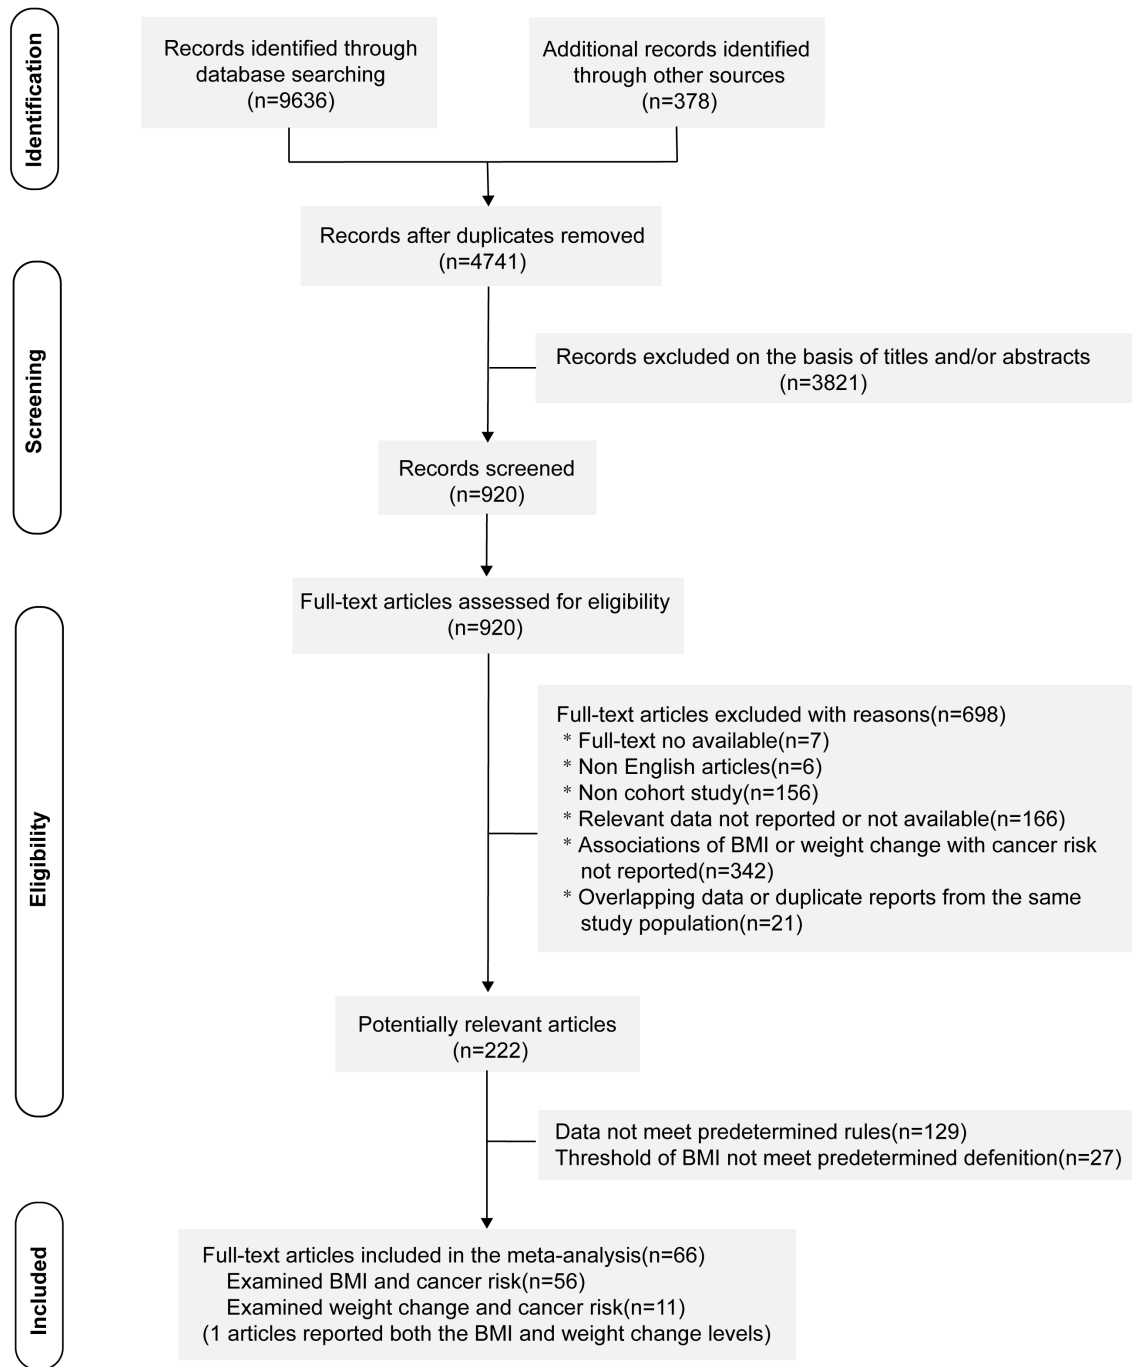 Identification
Records identified through
database searching
(n=9636)
Additional records identified
through other sources
(n=378)
Records after duplicates removed
(n=4741)
Screening
Records excluded on the basis of titles and/or abstracts
(n=3821)
Records screened
(n=920)
Eligibility
Full-text articles assessed for eligibility
(n=920)
Full-text articles excluded with reasons(n=698)
* Full-text no available(n=7)
* Non English articles(n=6)
* Non cohort study(n=156)
* Relevant data not reported or not available(n=166)
* Associations of BMI or weight change with cancer risk
not reported(n=342)
* Overlapping data or duplicate reports from the same
study population(n=21)
Potentially relevant articles
(n=222)
Data not meet predetermined rules(n=129)
Threshold of BMI not meet predetermined defenition(n=27)
Included
Full-text articles included in the meta-analysis(n=66)
Examined BMI and cancer risk(n=56)
Examined weight change and cancer risk(n=11)
(1 articles reported both the BMI and weight change levels)